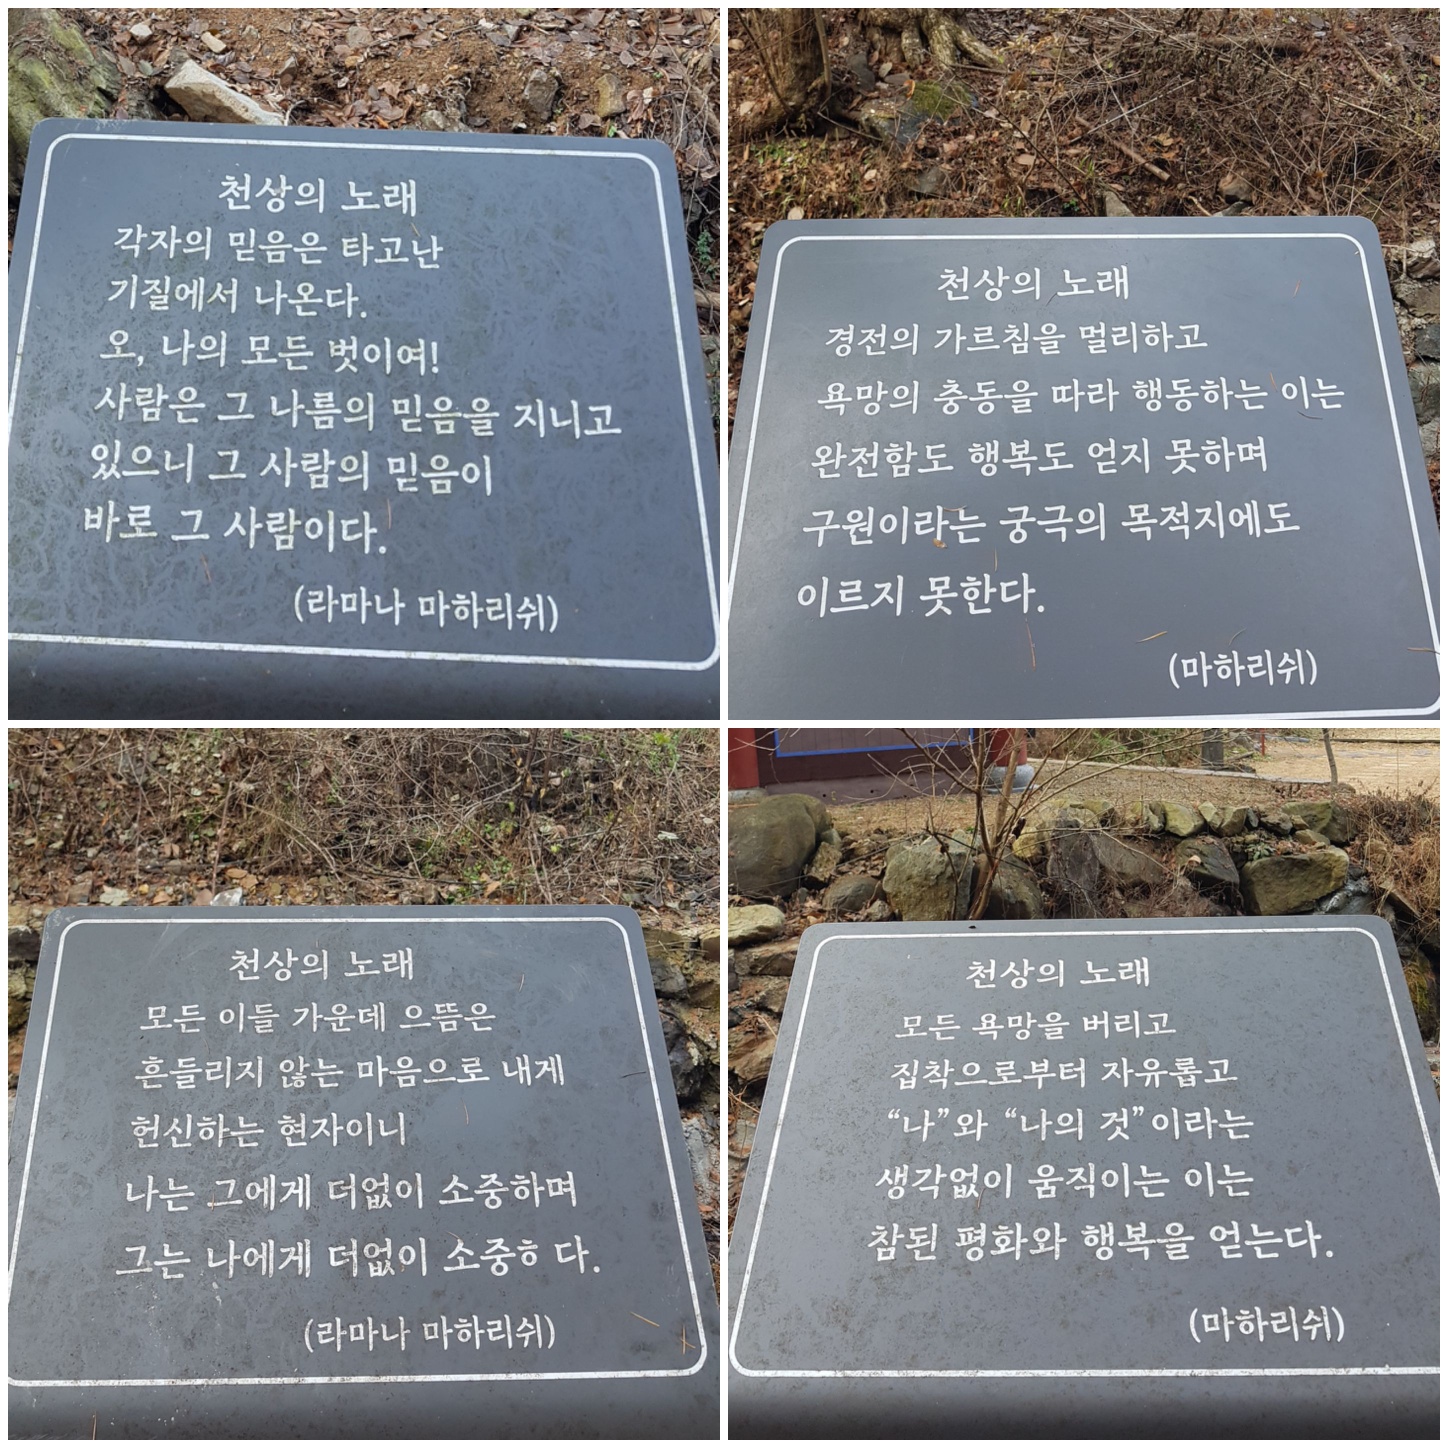 천상의 노래
각자의 믿음은 타고난
기질에서 나온다.
오, 나의 모든 벗이여!
사람은 그 나름의 믿음을 지니고
있으니 그 사람의 믿음이
바로 그 사람이다.
(라마나 마하리쉬)
천상의 노래
경전의 가르침을 멀리하고
욕망의 충동을 따라 행동하는 이는
완전함도 행복도 얻지 못하며
구원이라는 궁극의 목적지에도
이르지 못한다.
(마하리쉬)
천상의 노래
모든 이들 가운데 으뜸은
흔들리지 않는 마음으로 내게
헌신하는 현자이니
나는 그에게 더없이 소중하며
그는 나에게 더없이 소중ㅎ 다.
(라마나 마하리쉬)
천상의 노래
모든 욕망을 버리고
집착으로부터 자유롭고
“나”와 “나의 것”이라는
생각없이 움직이는 이는
참된 평화와 행복을 얻는다.
(마하리쉬)